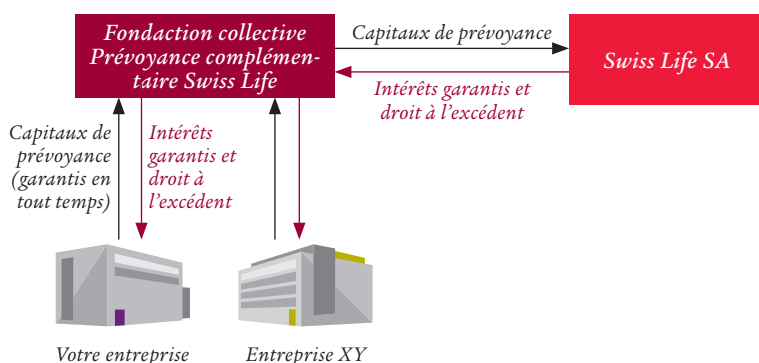 Fondaction collective
Prévoyance complémen-
taire Swiss Life
Capitaux de prévoyance
Swiss Life SA
Intérêts garantis et
droit à l'excédent
Capitaux de
prévoyance
(garantis en
tout temps)
Intérêts
garantis et
droit à
l'excédent
Votre entreprise
Entreprise XY